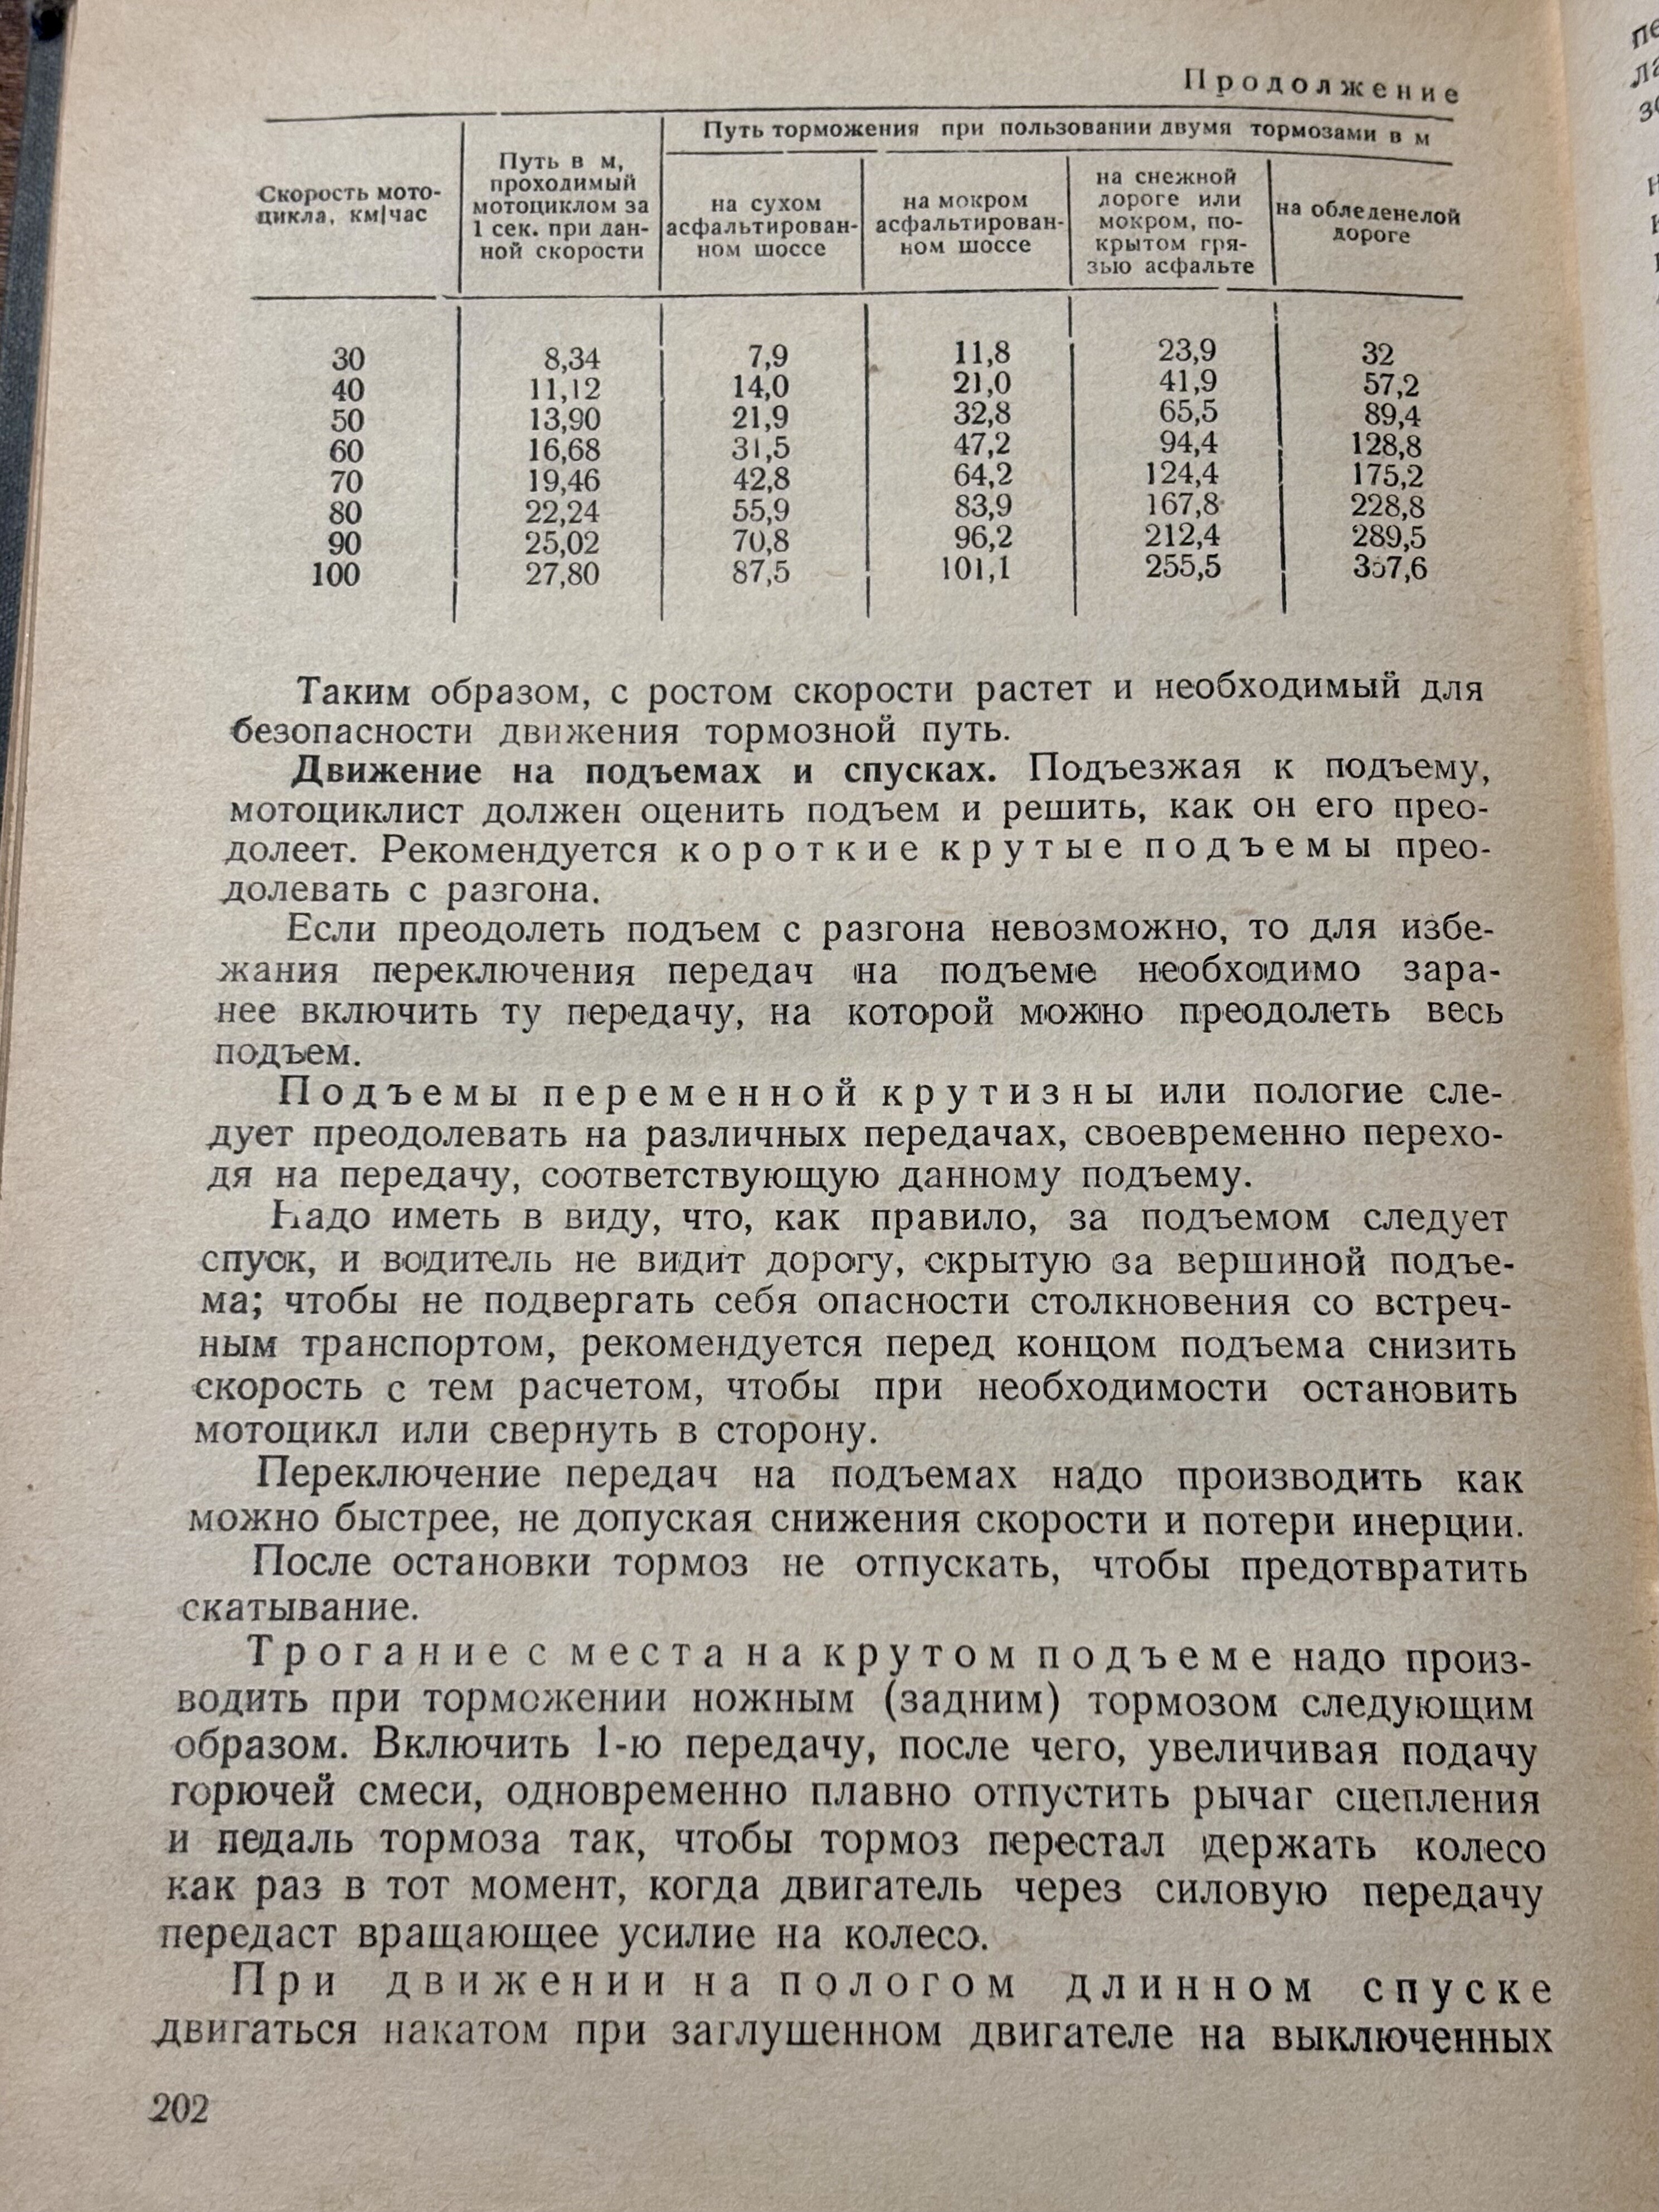 Продолжение
Путь торможения при пользовании двумя тормозами в м
Скорость мото-
цикла, км|час
Путь в м,
проходимый
мотоциклом за
1 сек. при дан-
ной скорости
на сухом
асфальтирован-
ном шоссе
на мокром
асфальтирован-
ном шоссе
на снежной
дороге или
мокром, по-
крытом гря-
зью асфальте
на обледенелой
дороге
30 8,34 7,9 11,8 23,9 32
40 11,12 14,0 21,0 41,9 57,2
50 13,90 21,9 32,8 65,5 89,4
60 16,68 31,5 47,2 94,4 128,8
70 19,46 42,8 64,2 124,4 175,2
80 22,24 55,9 83,9 167,8 228,8
90 25,02 70,8 96,2 212,4 289,5
100 27,80 87,5 101,1 255,5
Таким образом, с ростом скорости растет и необходимый для
безопасности движения тормозной путь.
Движение на подъемах и спусках. Подъезжая к подъему,
мотоциклист должен оценить подъем и решить, как он его прео-
долеет. Рекомендуется короткие крутые подъемы прео-
долевать с разгона.
Если преодолеть подъем с разгона невозможно, то для избе-
жания переключения передач на подъеме необходимо зара-
нее включить ту передачу, на которой можно преодолеть весь
подъем.
Подъемы переменной крутизны или пологие сле-
дует преодолевать на различных передачах, своевременно перехо-
дя на передачу, соответствующую данному подъему.
Надо иметь в виду, что, как правило, за подъемом следует
спуск, и водитель не видит дорогу, скрытую за вершиной подъе-
ма; чтобы не подвергать себя опасности столкновения со встреч-
ным транспортом, рекомендуется перед концом подъема снизить
скорость с тем расчетом, чтобы при необходимости остановить
мотоцикл или свернуть в сторону.
Переключение передач на подъемах надо производить как
можно быстрее, не допуская снижения скорости и потери инерции.
После остановки тормоз не отпускать, чтобы предотвратить
скатывание.
Трогание с места на крутом подъеме надо произ-
водить при торможении ножным (задним) тормозом следующим
образом. Включить 1-ю передачу, после чего, увеличивая подачу
горючей смеси, одновременно плавно отпустить рычаг сцепления
и педаль тормоза так, чтобы тормоз перестал держать колесо
как раз в тот момент, когда двигатель через силовую передачу
передаст вращающее усилие на колесо.
При движении на пологом длинном спуске
двигаться накатом при заглушенном двигателе на выключенных
202